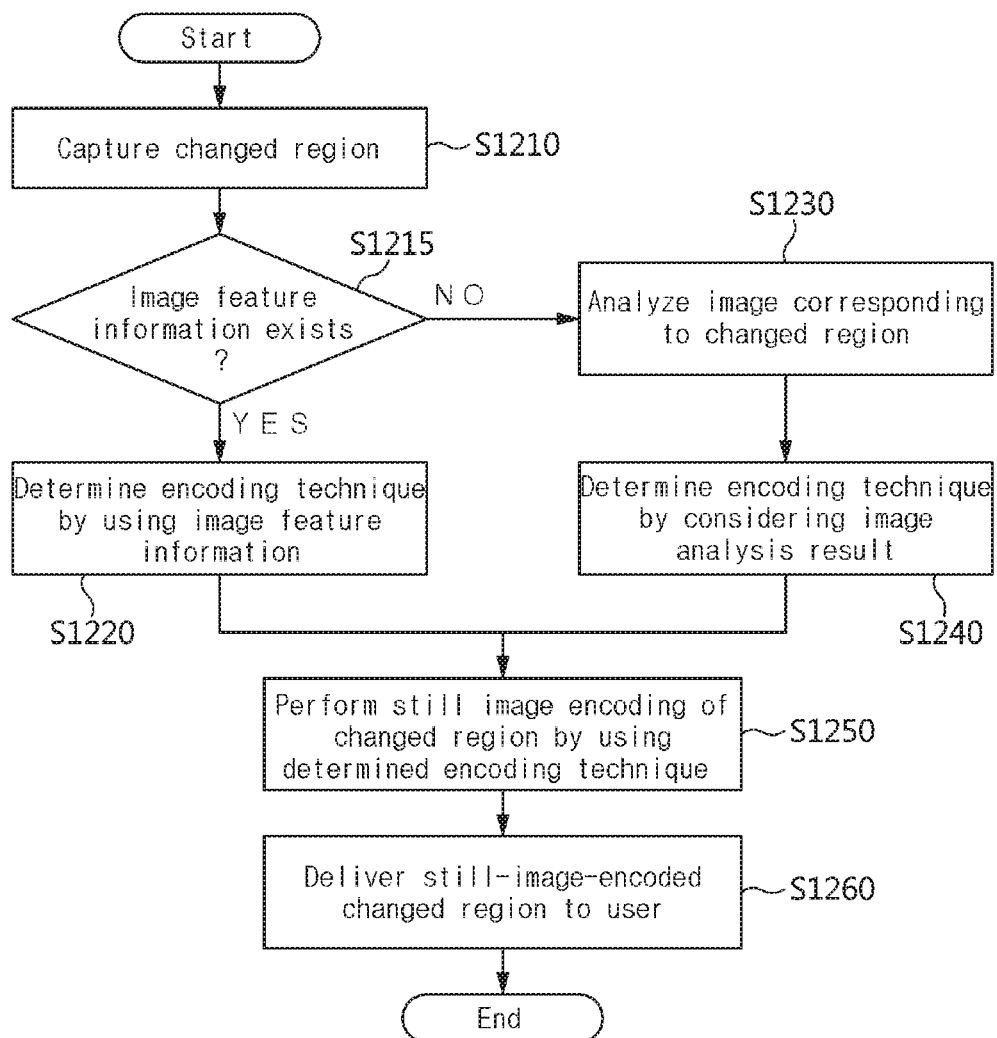 Start
Capture changed region
S1210
S1230
S1215
Image feature
information exists
?
NO
Analyze image corresponding
to changed region
YES
Determine encoding technique
by using image feature
information
Determine encoding technique
by considering image
analysis result
S1220
S1240
Perform still image encoding of
changed region by using
determined encoding technique
S1250
Deliver still-image-encoded
changed region to user
S1260
End